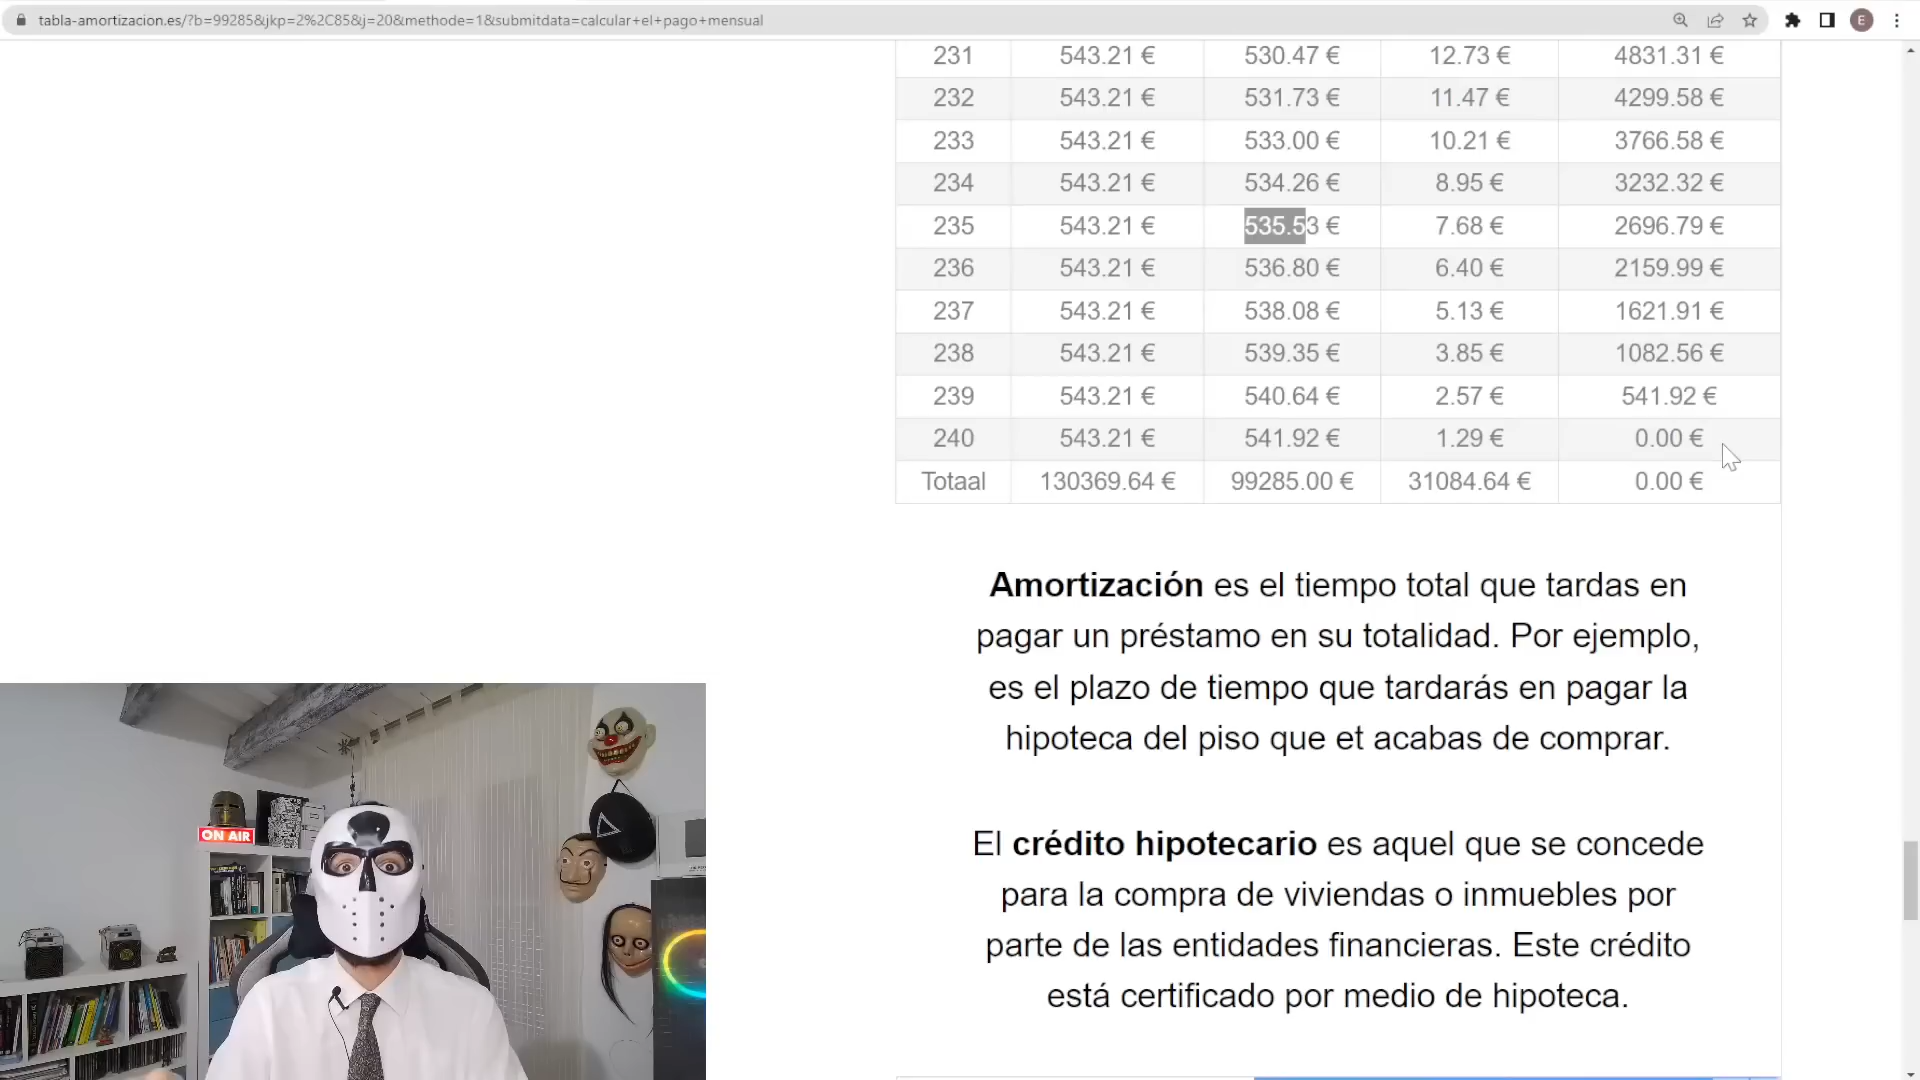 tabla-amortizacion.es/?b=99285&jkp=2%2C85&j=20&methode=1&submitdata=calcular+el+pago+mensual
E
231 543.21 € 530.47 € 12.73 € 4831.31 €
232 543.21 € 531.73 € 11.47 € 4299.58 €
233 543.21 € 533.00 € 10.21 € 3766.58 €
234 543.21 € 534.26 € 8.95 € 3232.32 €
235 543.21 € 535.53 € 7.68 € 2696.79 €
236 543.21 € 536.80 € 6.40 € 2159.99 €
237 543.21 € 538.08 € 5.13 € 1621.91 €
238 543.21 € 539.35 € 3.85 € 1082.56 €
239 543.21 € 540.64 € 2.57 € 541.92 €
240 543.21 € 541.92 € 1.29 € 0.00 €
Totaal 130369.64 € 99285.00 € 31084.64 € 0.00 €
Amortización es el tiempo total que tardas en
pagar un préstamo en su totalidad. Por ejemplo,
es el plazo de tiempo que tardarás en pagar la
hipoteca del piso que et acabas de comprar.
El crédito hipotecario es aquel que se concede
para la compra de viviendas o inmuebles por
parte de las entidades financieras. Este crédito
está certificado por medio de hipoteca.
ON AIR